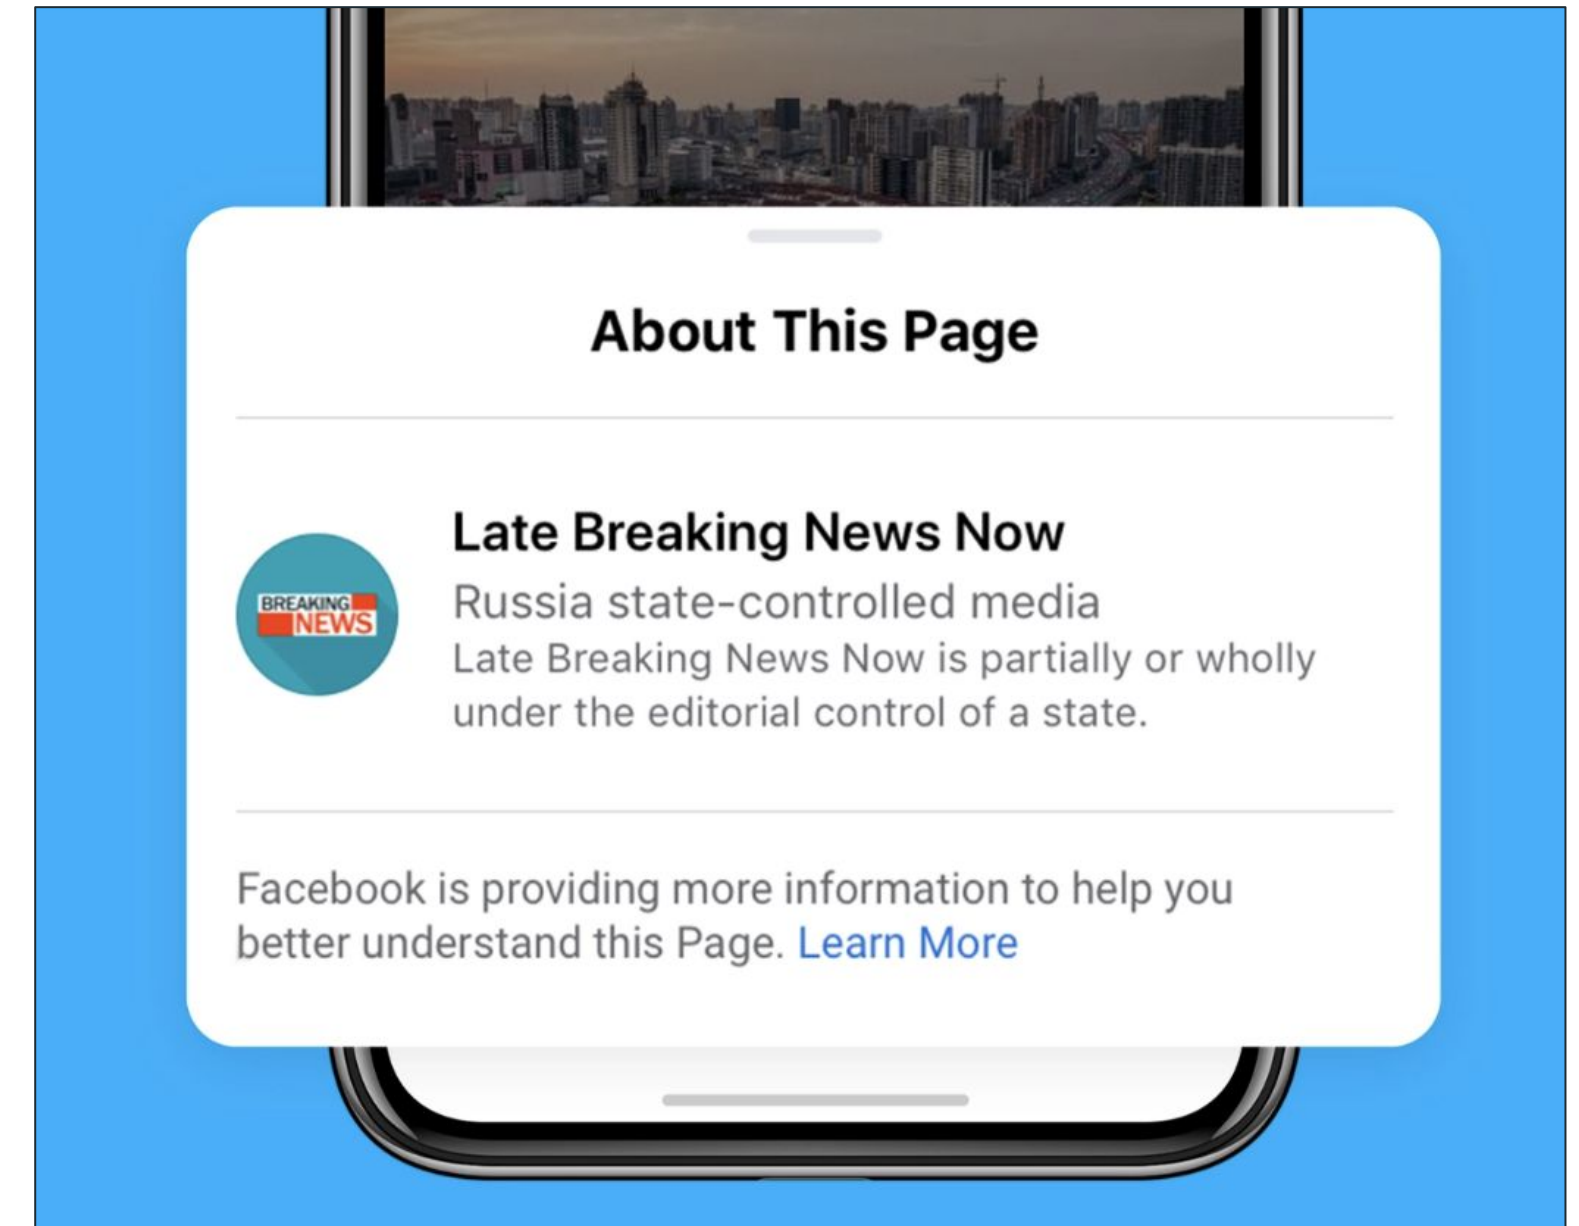 About This Page
BREAKING
NEWS
Late Breaking News Now
Russia state-controlled media
Late Breaking News Now is partially or wholly
under the editorial control of a state.
Facebook is providing more information to help you
better understand this Page. Learn More